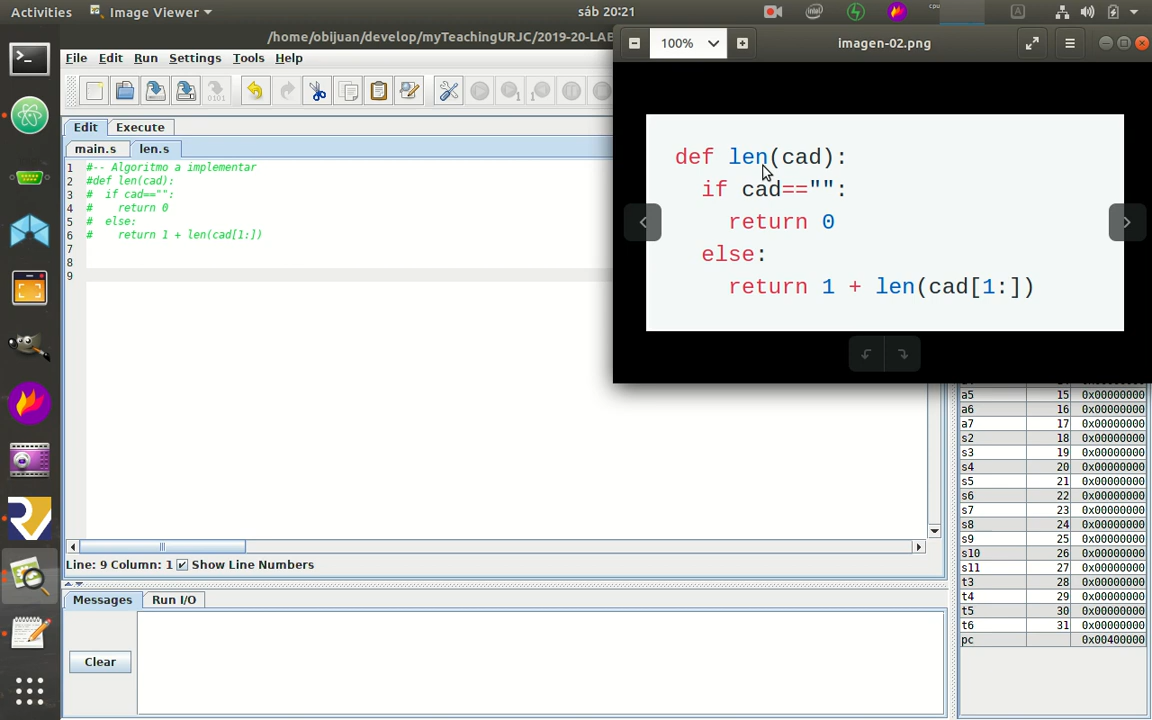 Activities Image Viewer sáb 20:21 cpu A
/home/obijuan/develop/myTeachingURJC/2019-20-LAB
100% imagen-02.png
File Edit Run Settings Tools Help
Edit Execute
main.s len.s
1 #-- Algoritmo a implementar
2 #def len(cad):
3 #  if cad=="":
4 #    return 0
5 #  else:
6 #    return 1 + len(cad[1:])
7
8
9
def len(cad):
if cad=="":
return 0
else:
return 1 + len(cad[1:])
a5 15 0x00000000
a6 16 0x00000000
a7 17 0x00000000
s2 18 0x00000000
s3 19 0x00000000
s4 20 0x00000000
s5 21 0x00000000
s6 22 0x00000000
s7 23 0x00000000
s8 24 0x00000000
s9 25 0x00000000
s10 26 0x00000000
s11 27 0x00000000
t3 28 0x00000000
t4 29 0x00000000
t5 30 0x00000000
t6 31 0x00000000
pc 0x00400000
Line: 9 Column: 1 Show Line Numbers
Messages Run I/O
Clear